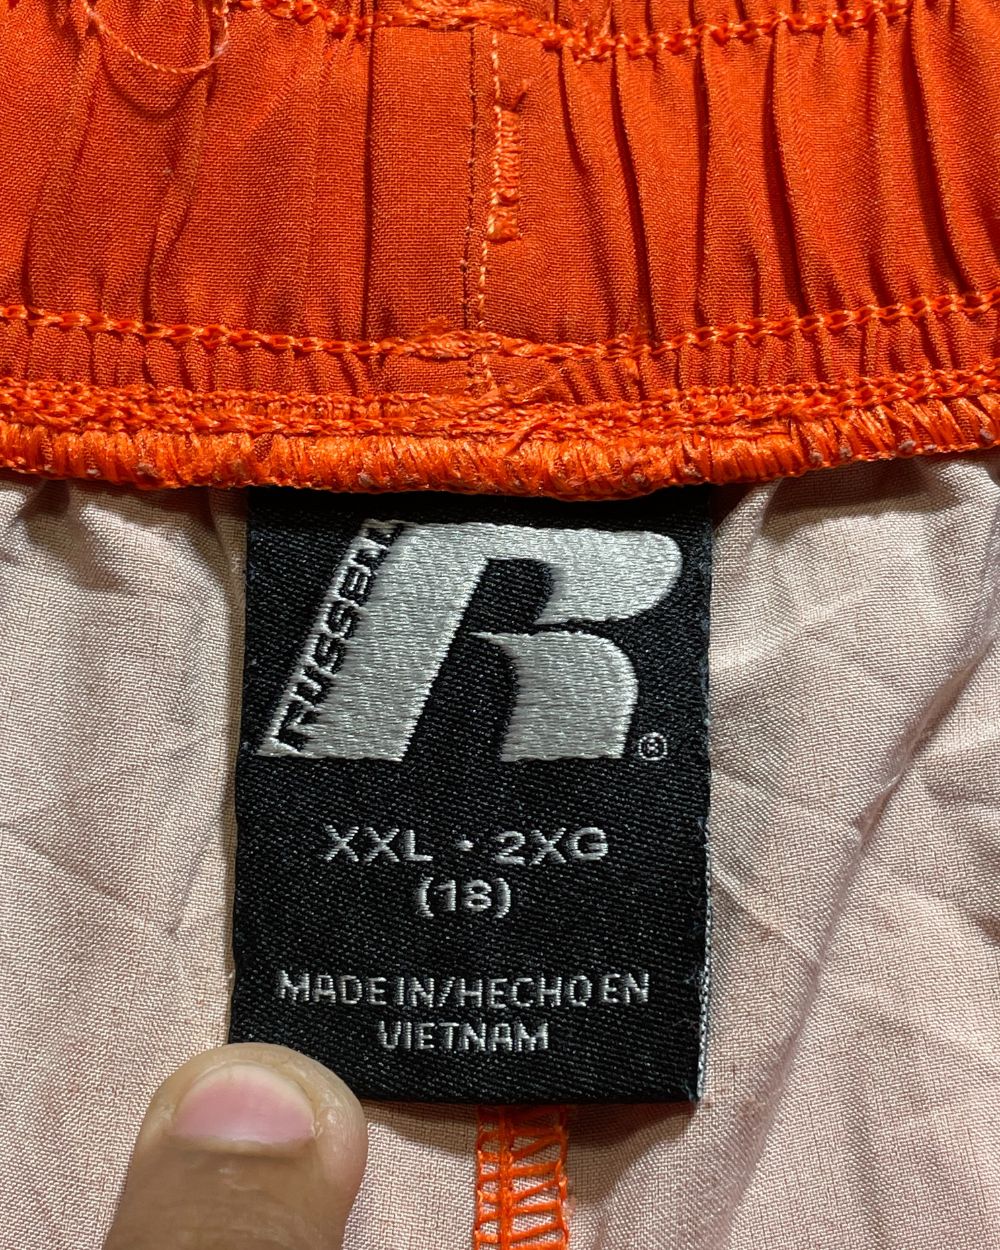 RUSSELL
R®
XXL • 2XG
(18)
MADE IN/HECHO EN
VIETNAM